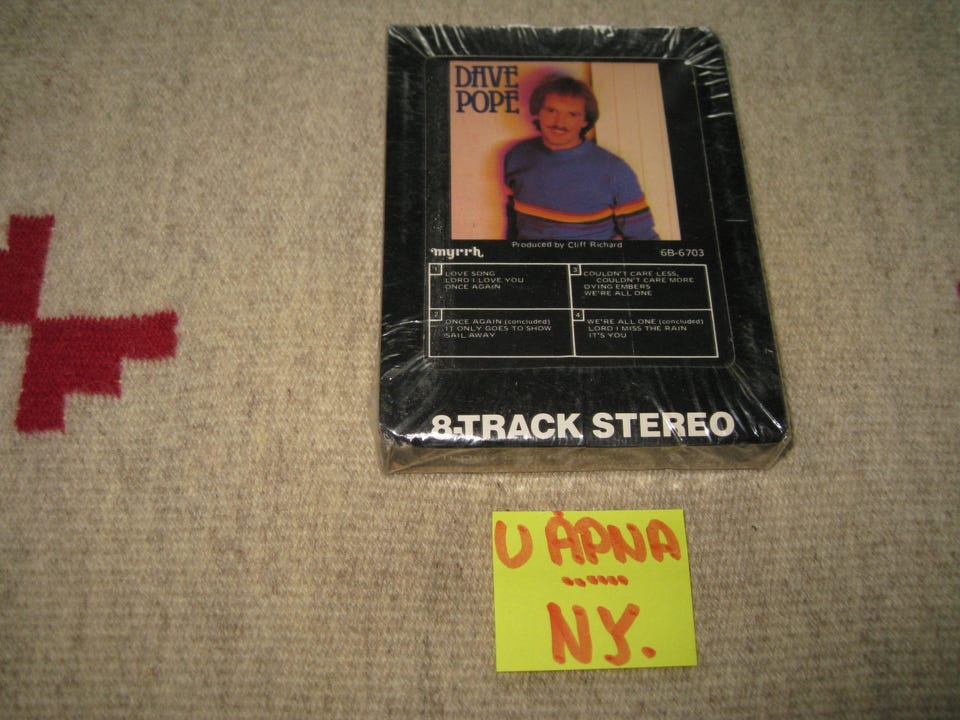 DAVE
POPE
Produced by Cliff Richard
myrrh
6B-6703
1
LOVE SONG
LORD I LOVE YOU
ONCE AGAIN
2
ONCE AGAIN (concluded)
IT ONLY GOES TO SHOW
SAIL AWAY
3
COULDN'T CARE LESS,
COULDN'T CARE MORE
DYING EMBERS
WE'RE ALL ONE
4
WE'RE ALL ONE (concluded)
LORD I MISS THE RAIN
IT'S YOU
8-TRACK STEREO
UÅPNA
NY.